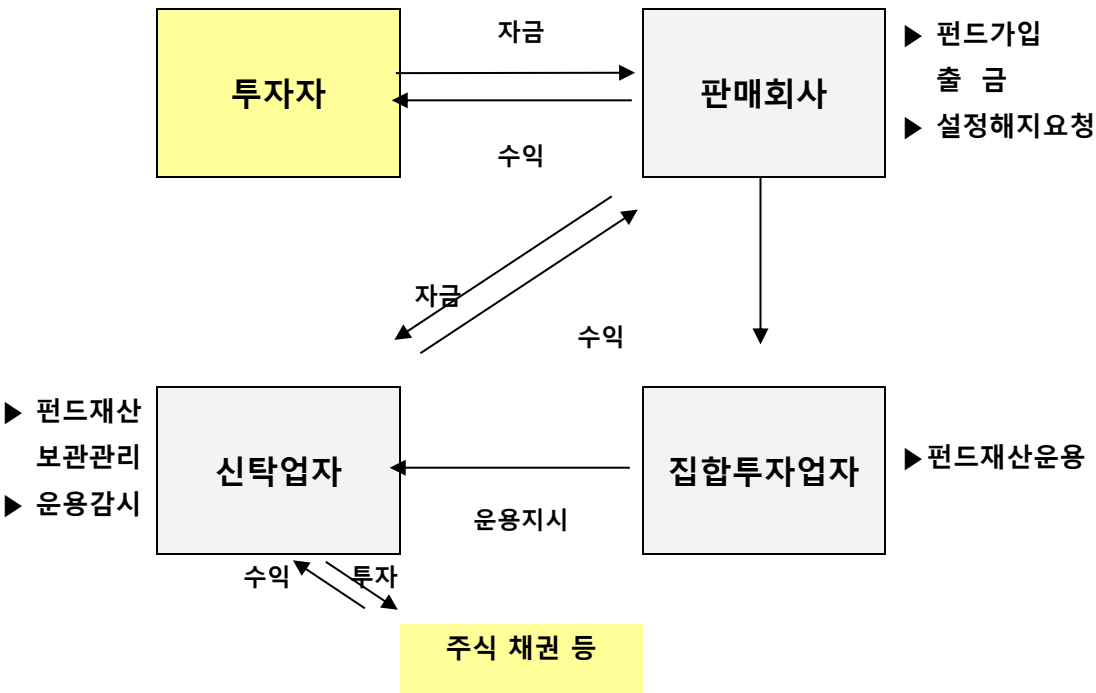 자금
투자자
판매회사
▶ 펀드가입
출 금
▶ 설정해지요청
수익
자금
수익
▶ 펀드재산
보관관리
▶ 운용감시
신탁업자
집합투자업자
▶펀드재산운용
운용지시
수익
투자
주식 채권 등